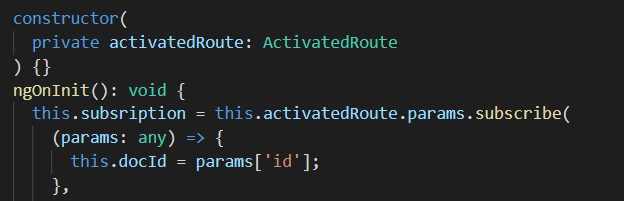 constructor(
private activatedRoute: ActivatedRoute
) {}
ngOnInit(): void {
this.subsription = this.activatedRoute.params.subscribe(
(params: any) => {
this.docId = params['id'];
},